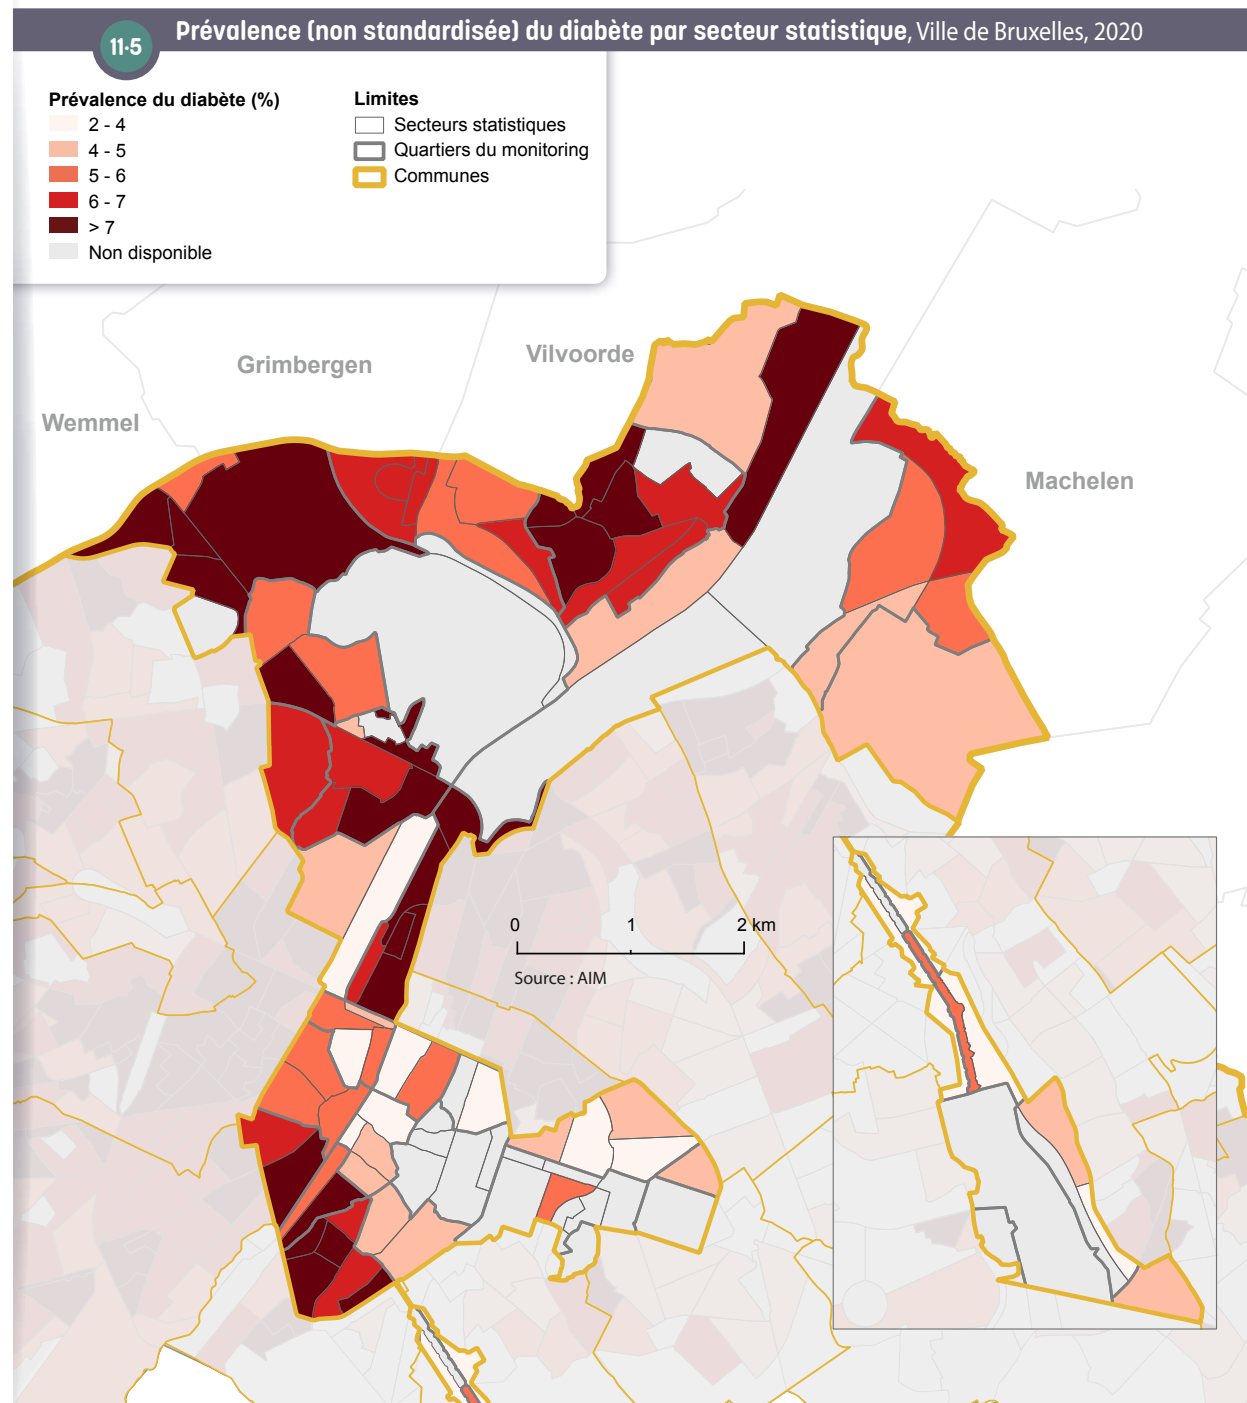 11·5
Prévalence (non standardisée) du diabète par secteur statistique, Ville de Bruxelles, 2020
Prévalence du diabète (%)
2 - 4
4 - 5
5 - 6
6 - 7
> 7
Non disponible
Limites
Secteurs statistiques
Quartiers du monitoring
Communes
Vilvoorde
Grimbergen
Wemmel
Machelen
0 1 2 km
Source : AIM